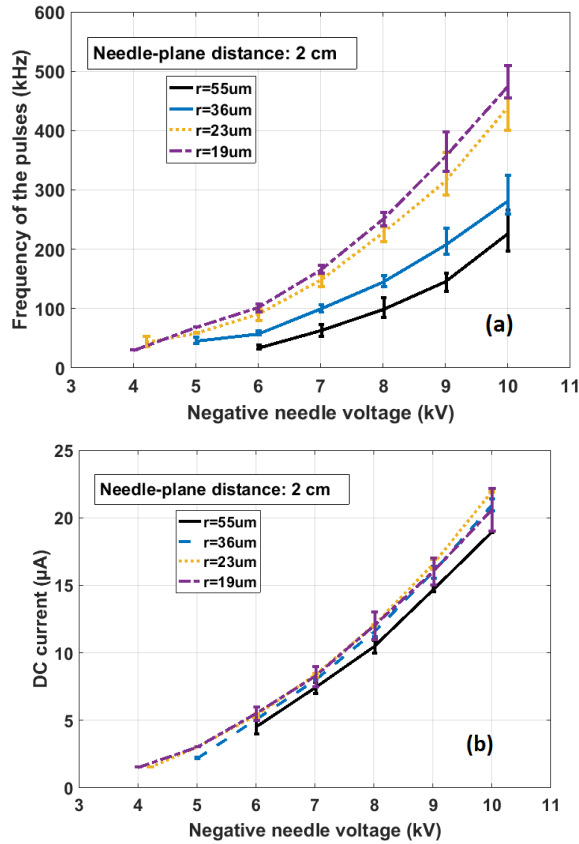 600
500
400
300
200
100
0
Frequency of the pulses (kHz)
Needle-plane distance: 2 cm
r=55um
r=36um
r=23um
r=19um
(a)
3 4 5 6 7 8 9 10 11
Negative needle voltage (kV)
25
20
15
10
5
0
DC current (µA)
Needle-plane distance: 2 cm
r=55um
r=36um
r=23um
r=19um
(b)
3 4 5 6 7 8 9 10 11
Negative needle voltage (kV)